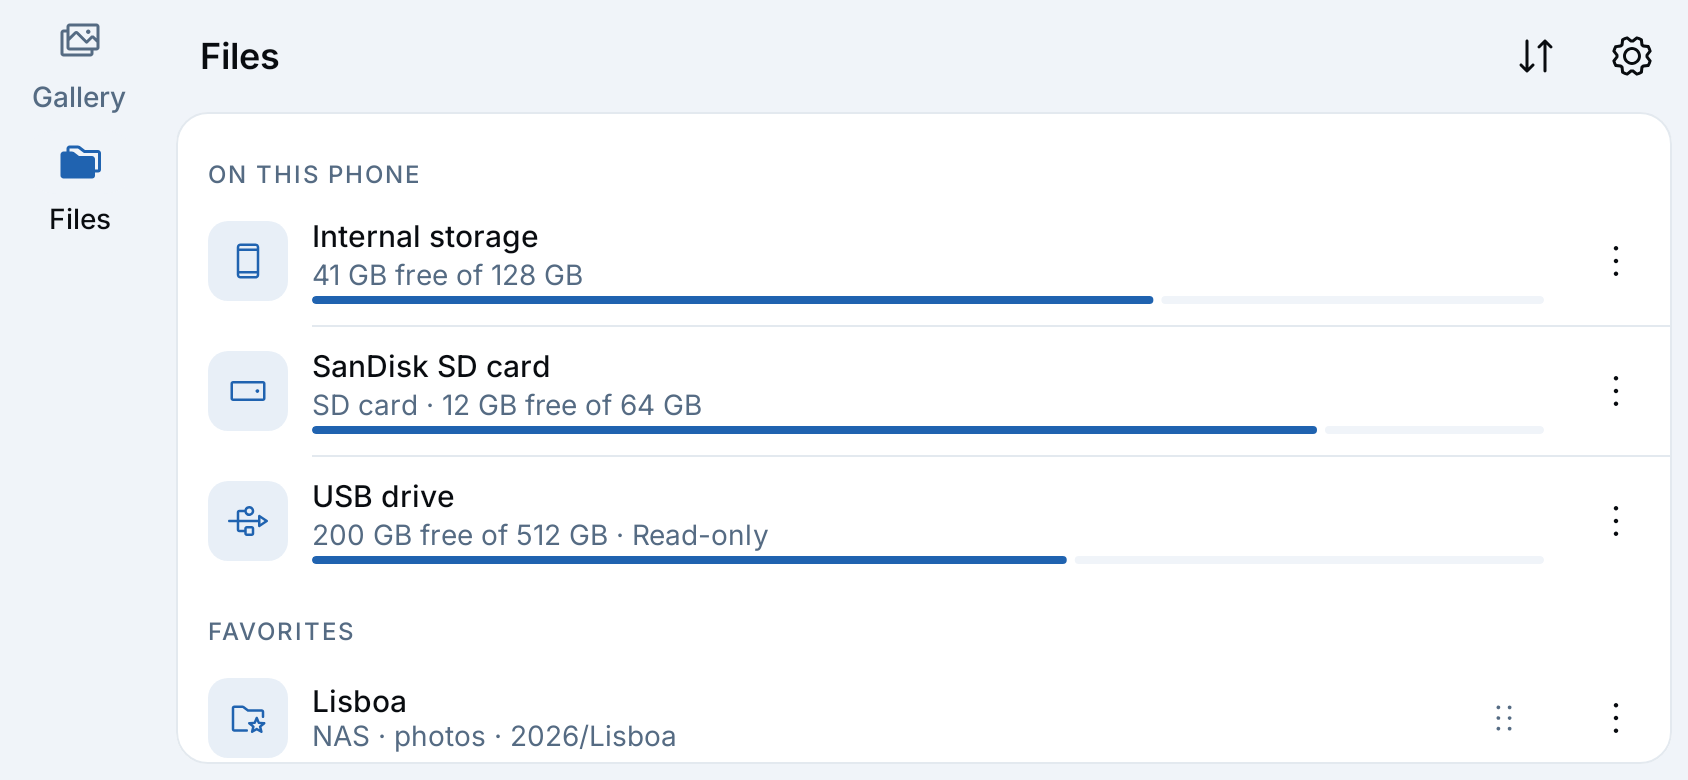 Gallery
Files
Files
ON THIS PHONE
Internal storage
41 GB free of 128 GB
SanDisk SD card
SD card · 12 GB free of 64 GB
USB drive
200 GB free of 512 GB · Read-only
FAVORITES
Lisboa
NAS · photos · 2026/Lisboa